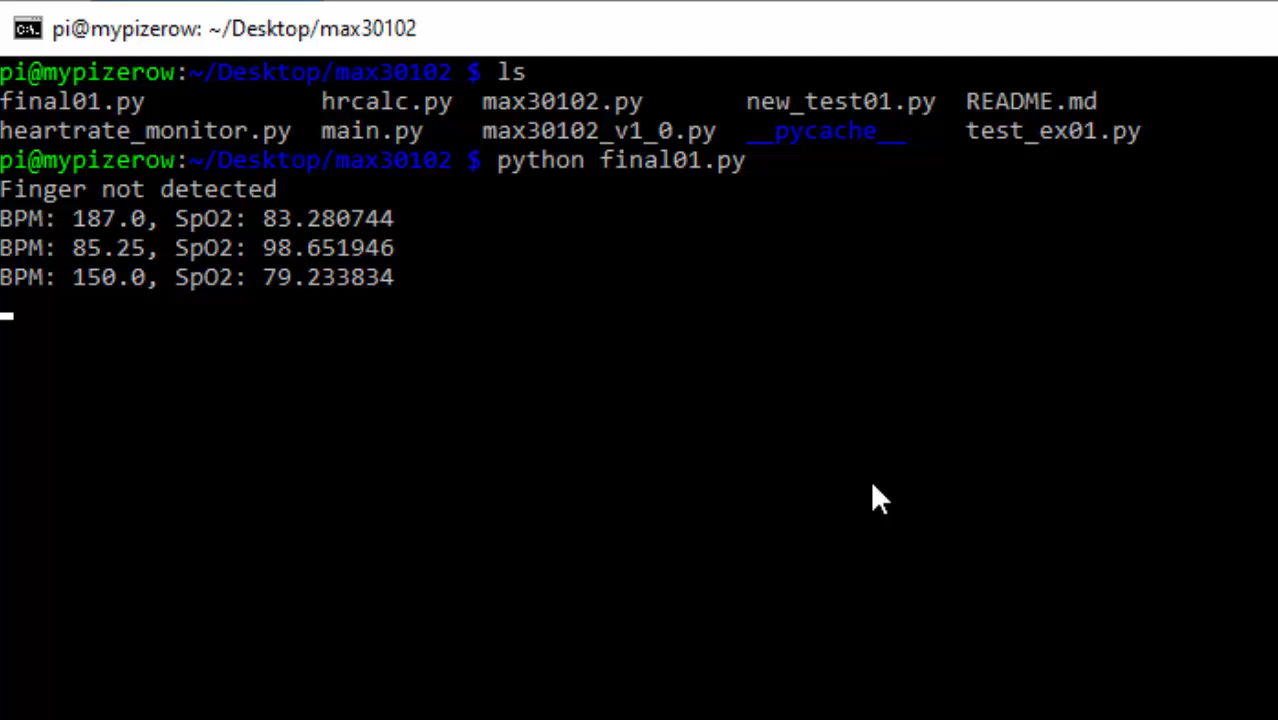 pi@mypizerow: ~/Desktop/max30102
pi@mypizerow:~/Desktop/max30102 $ ls
final01.py hrcalc.py max30102.py new_test01.py README.md
heartrate_monitor.py main.py max30102_v1_0.py __pycache__ test_ex01.py
pi@mypizerow:~/Desktop/max30102 $ python final01.py
Finger not detected
BPM: 187.0, SpO2: 83.280744
BPM: 85.25, SpO2: 98.651946
BPM: 150.0, SpO2: 79.233834